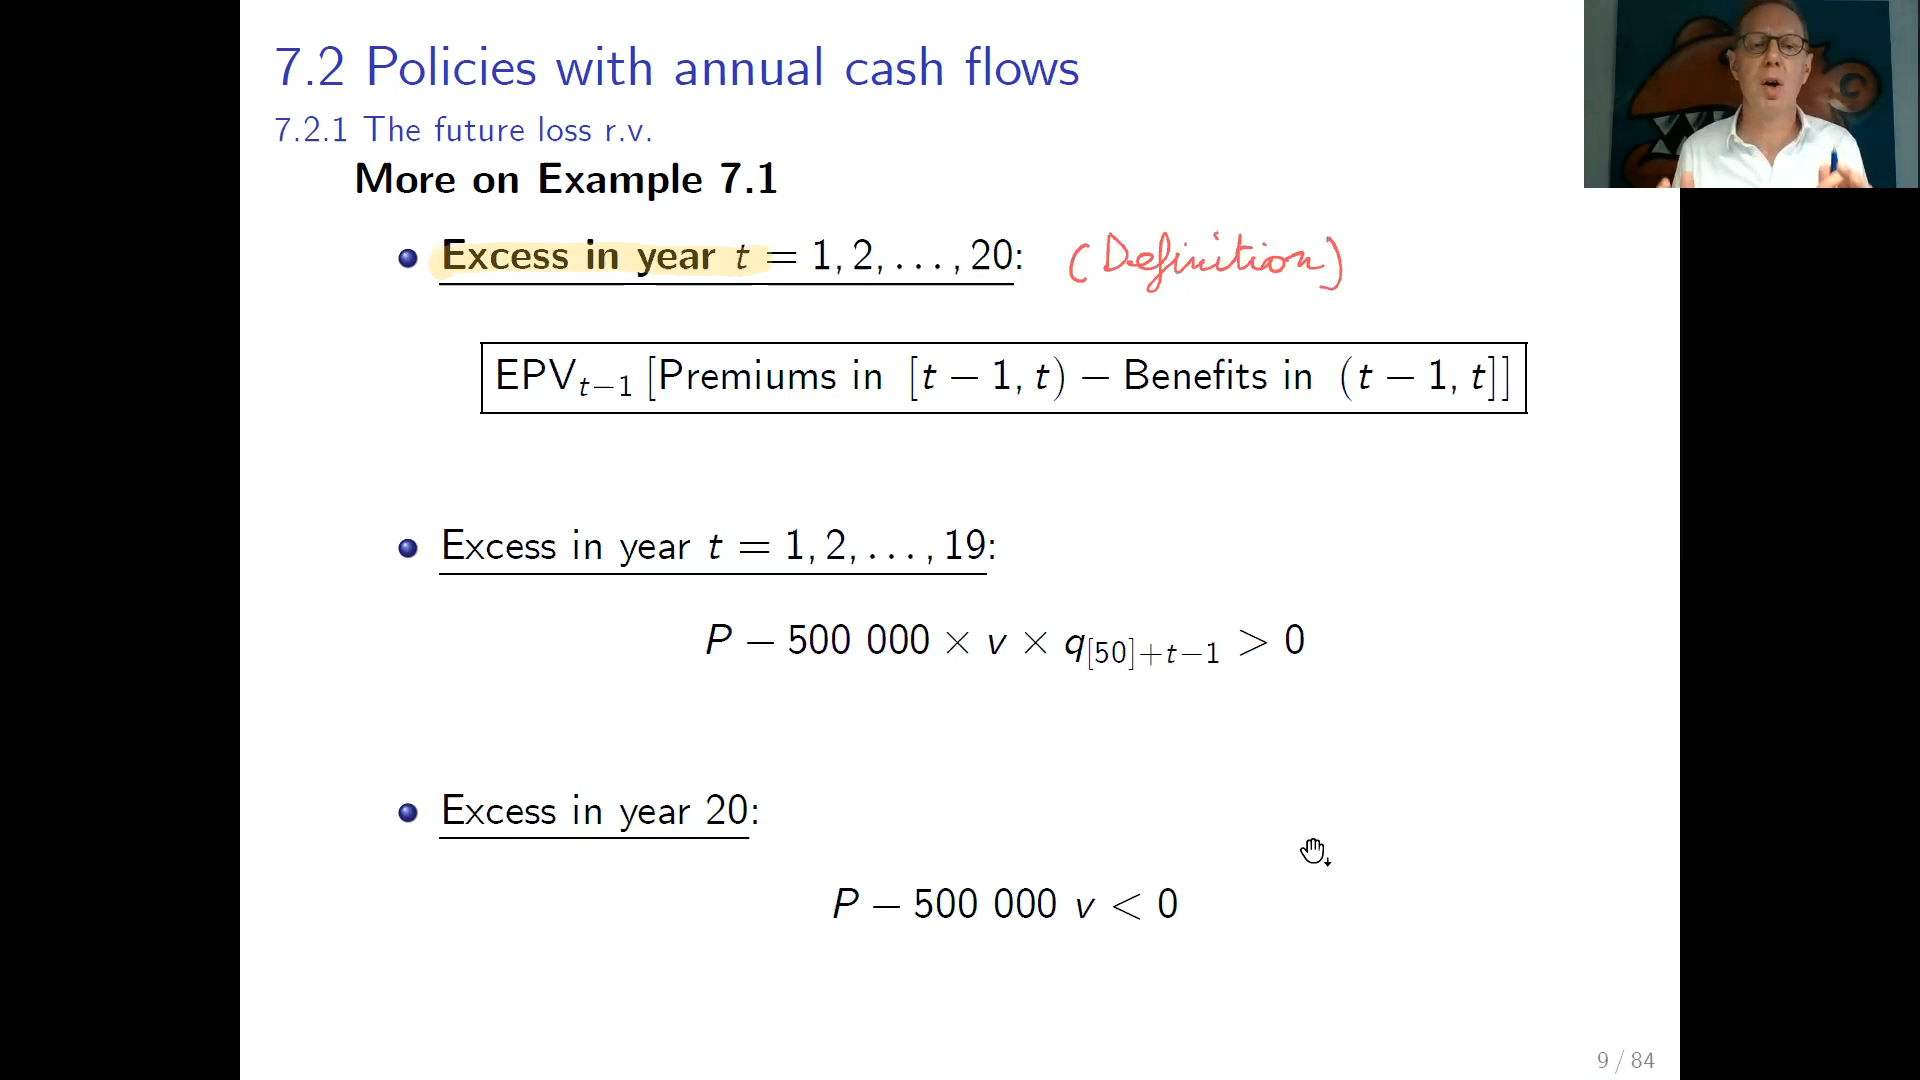 7.2 Policies with annual cash flows
7.2.1 The future loss r.v.
More on Example 7.1
Excess in year t = 1, 2, . . . , 20: (Definition)
EPV_{t−1} [Premiums in [t − 1, t) − Benefits in (t − 1, t]]
Excess in year t = 1, 2, . . . , 19:
P − 500 000 × v × q_{[50]+t−1} > 0
Excess in year 20:
P − 500 000 v < 0
9 / 84